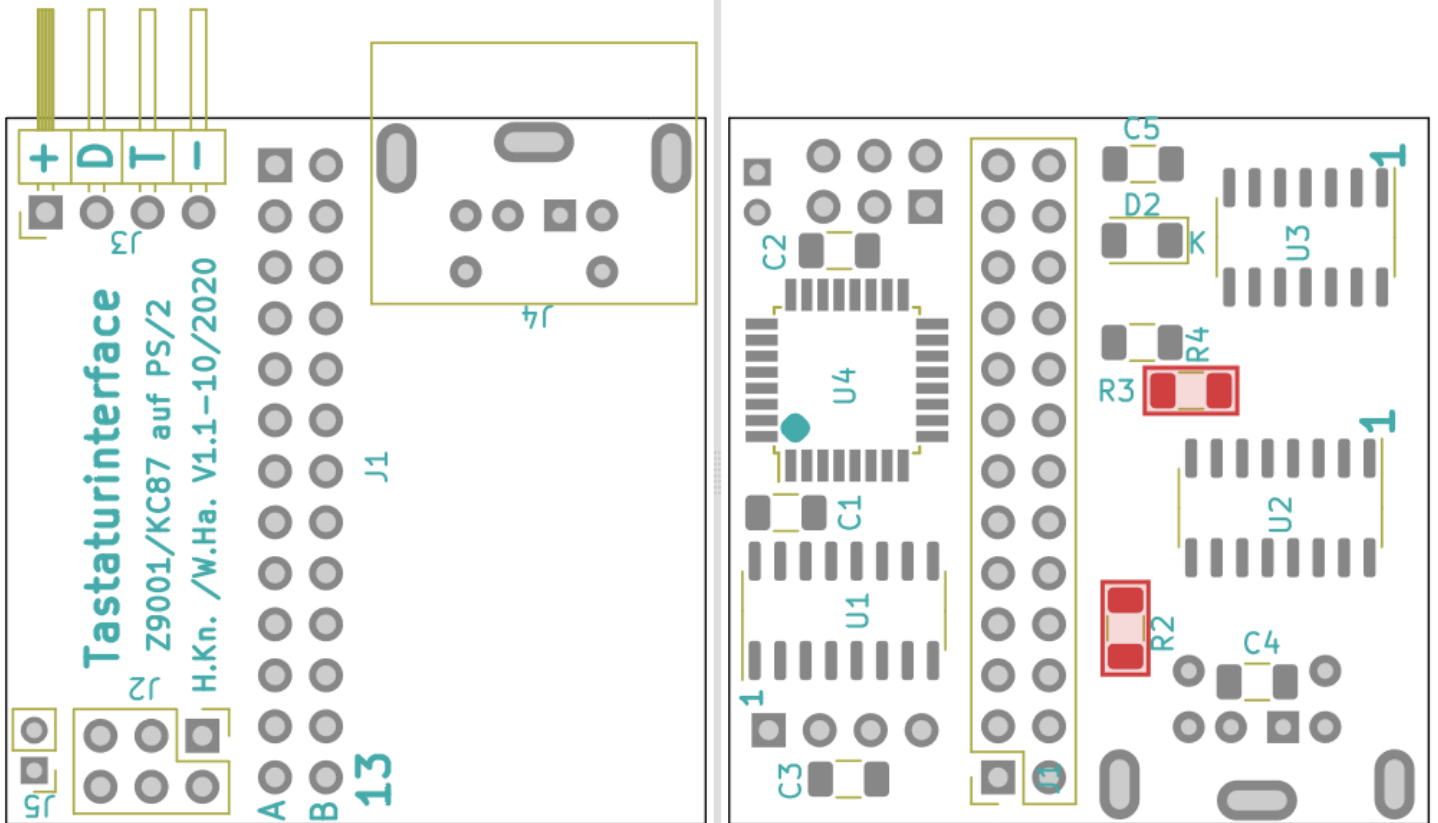 + D T −
J3
J4
Tastaturinterface
Z9001/KC87 auf PS/2
H.Kn. /W.Ha. V1.1−10/2020
J1
J2
J5
A
B
13
C5
1
D2
K
U3
C2
R4
R3
U4
1
C1
U2
U1
R2
C4
1
C3
J1